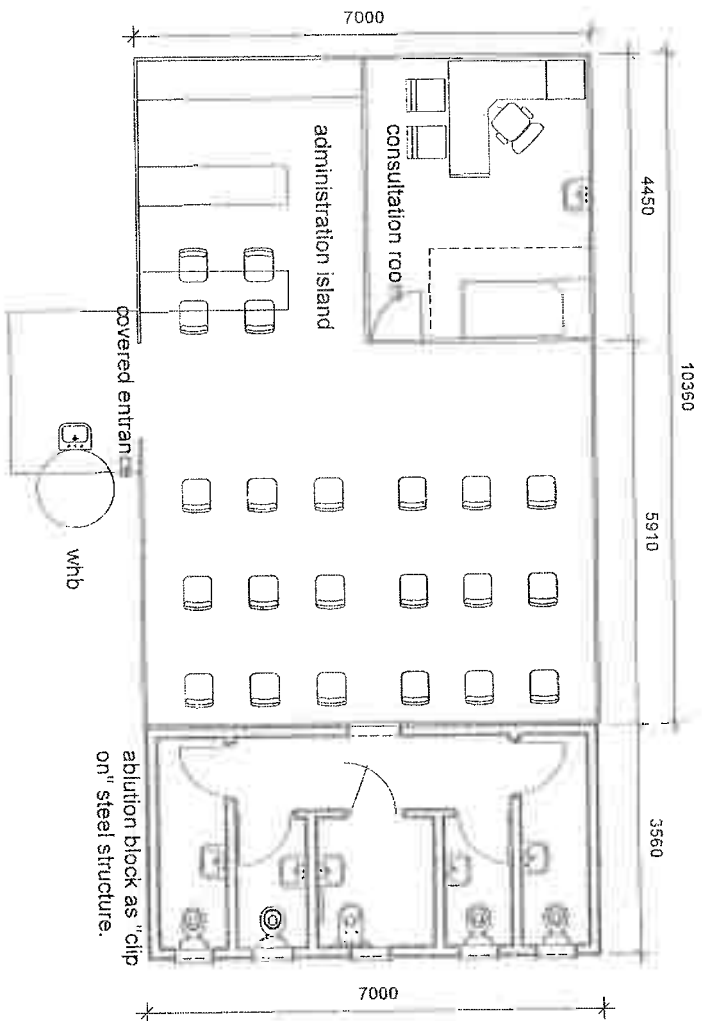 7000
4450
10360
5910
3560
consultation roo
administration island
covered entran
whb
ablution block as "clip
on" steel structure.
7000